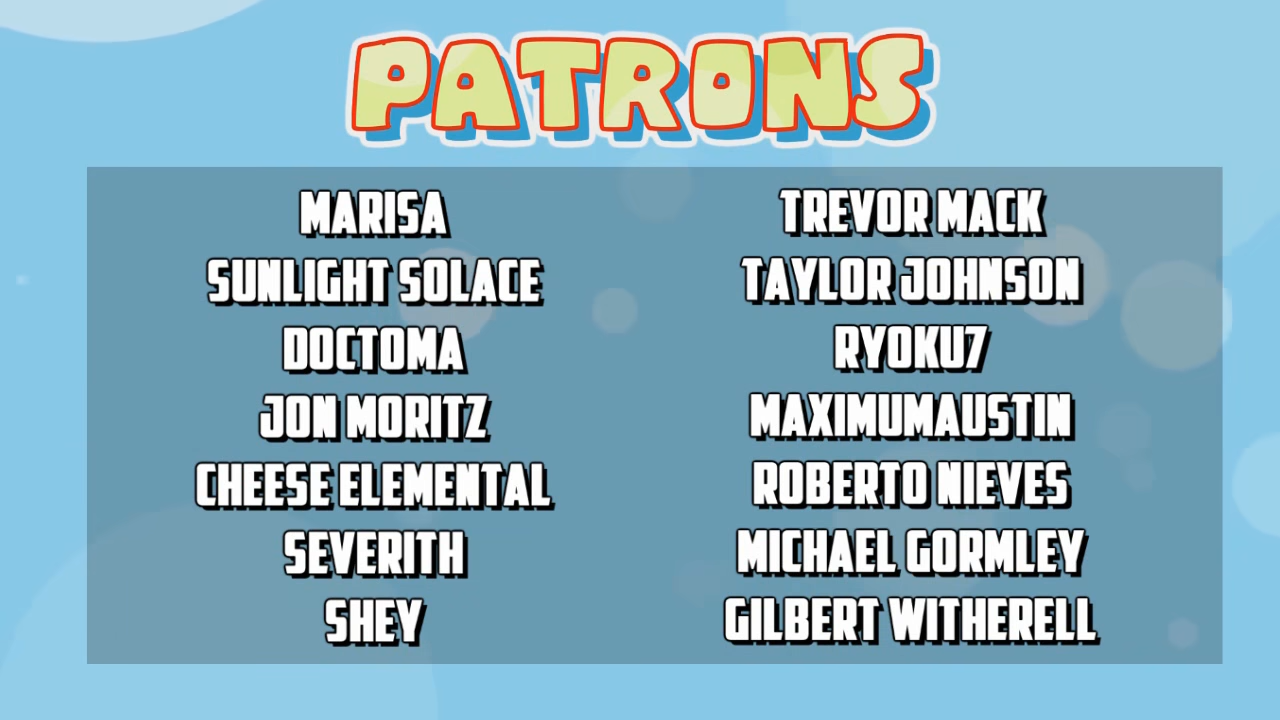 PATRONS
MARISA
SUNLIGHT SOLACE
DOCTOMA
JON MORITZ
CHEESE ELEMENTAL
SEVERITH
SHEY
TREVOR MACK
TAYLOR JOHNSON
RYOKU7
MAXIMUMAUSTIN
ROBERTO NIEVES
MICHAEL GORMLEY
GILBERT WITHERELL